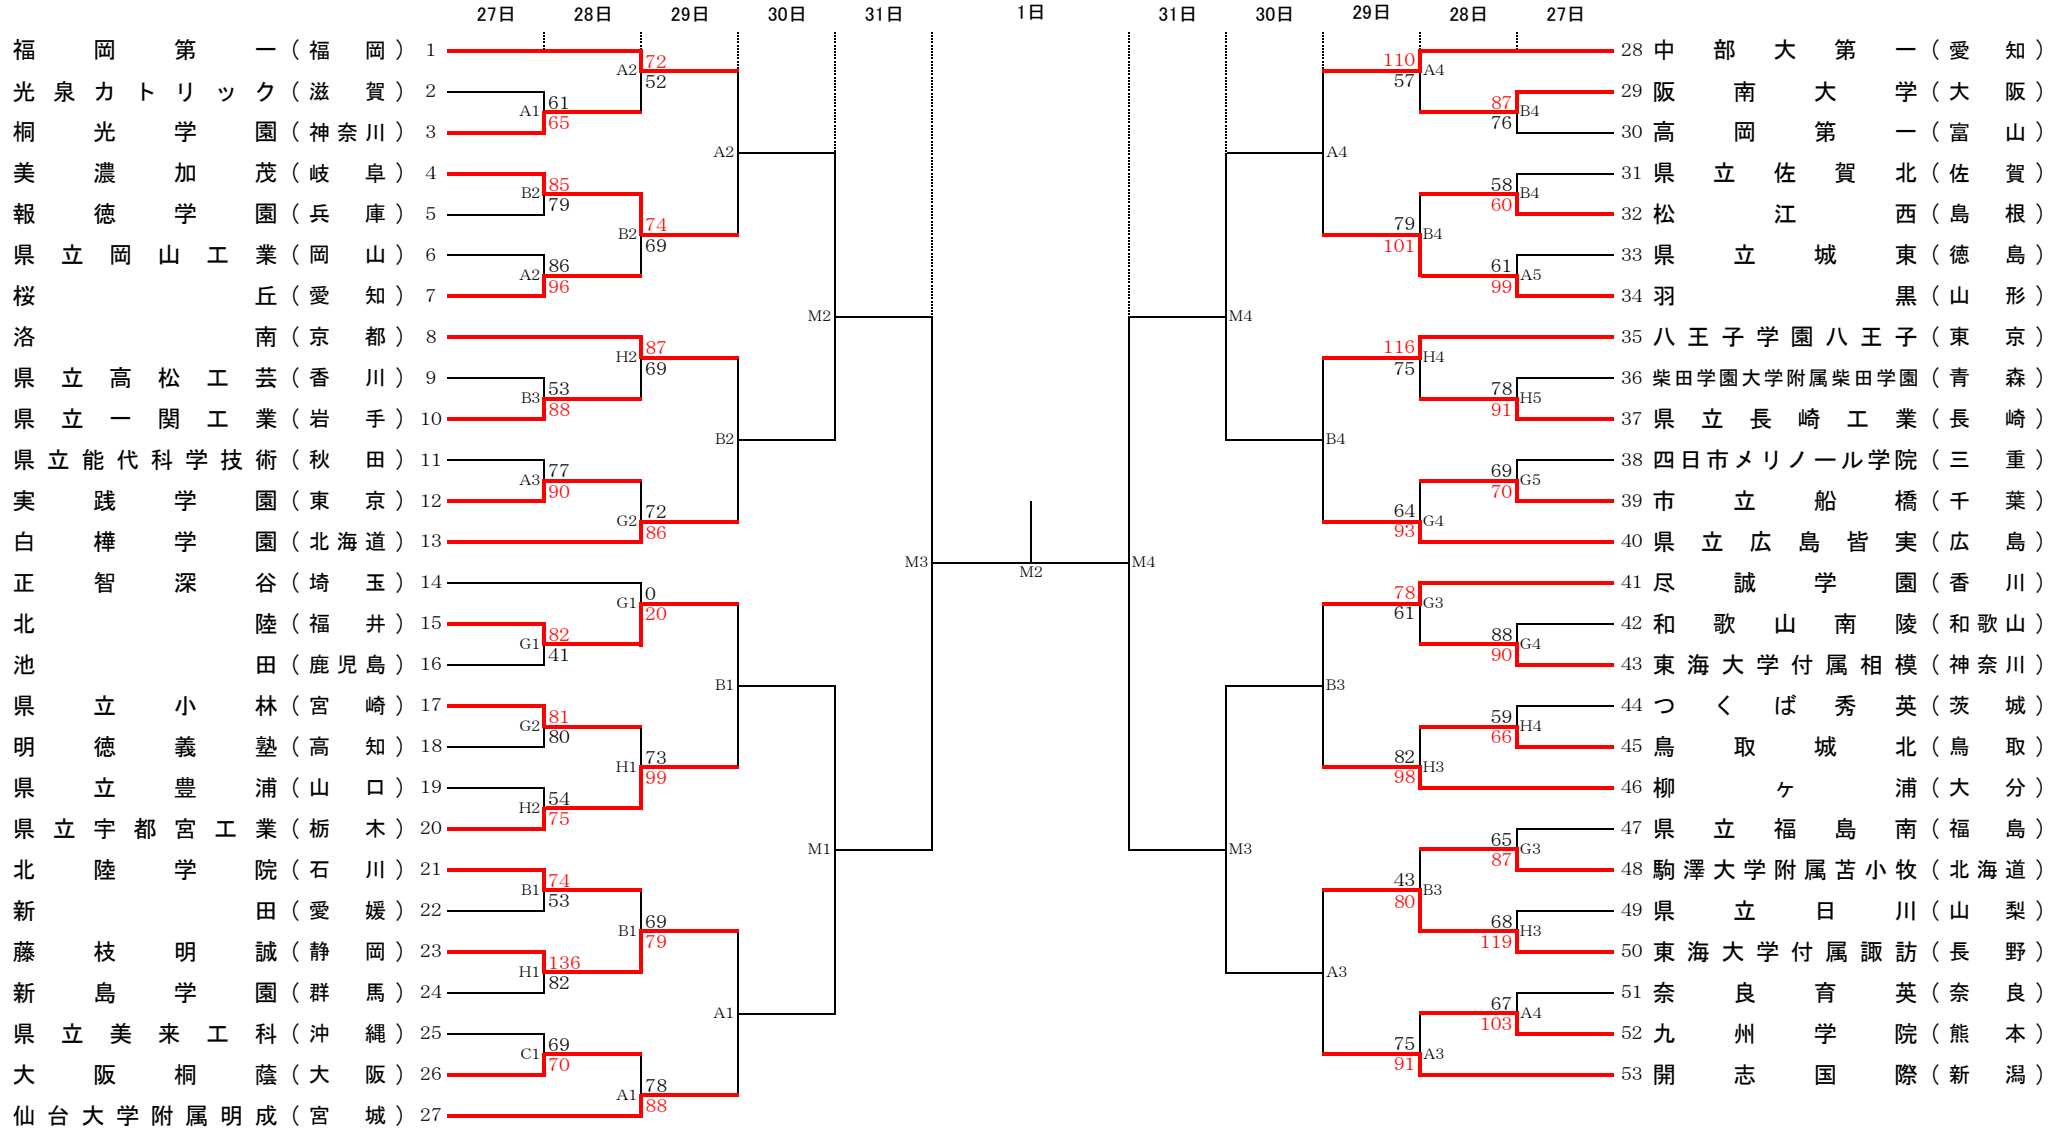 27日 28日 29日 30日 31日 1日 31日 30日 29日 28日 27日
福岡第一(福岡) 1
光泉カトリック(滋賀) 2
桐光学園(神奈川) 3
美濃加茂(岐阜) 4
報徳学園(兵庫) 5
県立岡山工業(岡山) 6
桜丘(愛知) 7
洛南(京都) 8
県立高松工芸(香川) 9
県立一関工業(岩手) 10
県立能代科学技術(秋田) 11
実践学園(東京) 12
白樺学園(北海道) 13
正智深谷(埼玉) 14
北陸(福井) 15
池田(鹿児島) 16
県立小林(宮崎) 17
明徳義塾(高知) 18
県立豊浦(山口) 19
県立宇都宮工業(栃木) 20
北陸学院(石川) 21
新田(愛媛) 22
藤枝明誠(静岡) 23
新島学園(群馬) 24
県立美来工科(沖縄) 25
大阪桐蔭(大阪) 26
仙台大学附属明成(宮城) 27
A1 61 65
B2 85 79
A2 86 96
B3 53 88
A3 77 90
G1 82 41
G2 81 80
H2 54 75
B1 74 53
H1 136 82
C1 69 70
A2 72 52
B2 74 69
H2 87 69
G2 72 86
G1 0 20
H1 73 99
B1 69 79
A1 78 88
A2
B2
B1
A1
M2
M1
M3
M2
M4
M4
M3
A4
B4
B3
A3
110 57 A4
79 101 B4
116 75 H4
64 93 G4
78 61 G3
82 98 H3
43 80 B3
75 91 A3
87 76 B4
58 60 B4
61 99 A5
78 91 H5
69 70 G5
88 90 G4
59 66 H4
65 87 G3
68 119 H3
67 103 A4
28 中部大第一(愛知)
29 阪南大学(大阪)
30 高岡第一(富山)
31 県立佐賀北(佐賀)
32 松江西(島根)
33 県立城東(徳島)
34 羽黒(山形)
35 八王子学園八王子(東京)
36 柴田学園大学附属柴田学園(青森)
37 県立長崎工業(長崎)
38 四日市メリノール学院(三重)
39 市立船橋(千葉)
40 県立広島皆実(広島)
41 尽誠学園(香川)
42 和歌山南陵(和歌山)
43 東海大学付属相模(神奈川)
44 つくば秀英(茨城)
45 鳥取城北(鳥取)
46 柳ヶ浦(大分)
47 県立福島南(福島)
48 駒澤大学附属苫小牧(北海道)
49 県立日川(山梨)
50 東海大学付属諏訪(長野)
51 奈良育英(奈良)
52 九州学院(熊本)
53 開志国際(新潟)